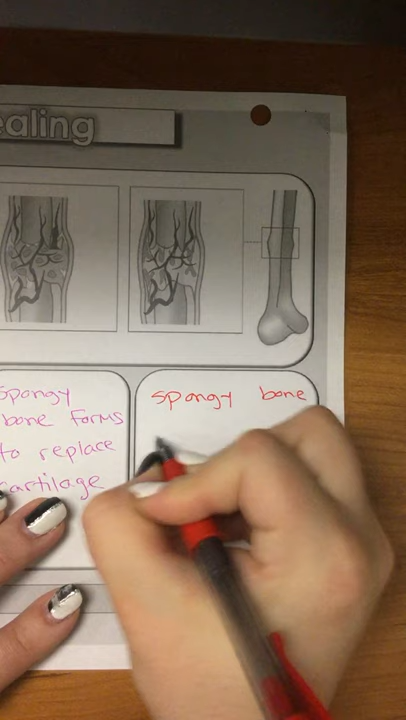 ealing
spongy
bone forms
to replace
cartilage
spongy bone